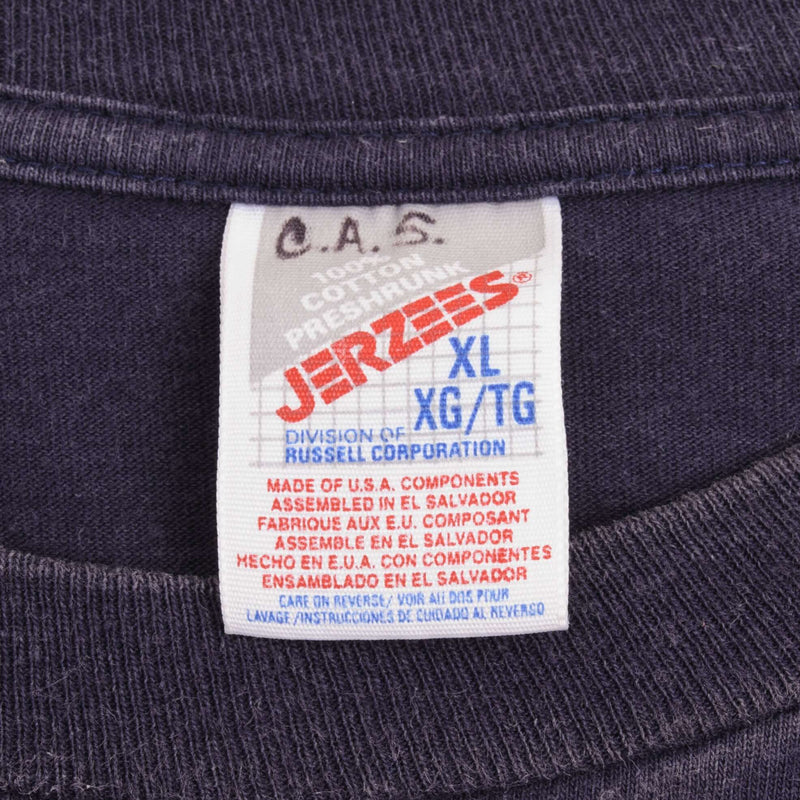 C.A.S.
100%
COTTON
PRESHRUNK
JERZEES®
XL
XG/TG
DIVISION OF
RUSSELL CORPORATION
MADE OF U.S.A. COMPONENTS
ASSEMBLED IN EL SALVADOR
FABRIQUE AUX E.U. COMPOSANT
ASSEMBLE EN EL SALVADOR
HECHO EN E.U.A. CON COMPONENTES
ENSAMBLADO EN EL SALVADOR
CARE ON REVERSE/ VOIR AU DOS POUR
LAVAGE /INSTRUCCIONES DE CUIDADO AL REVERSO